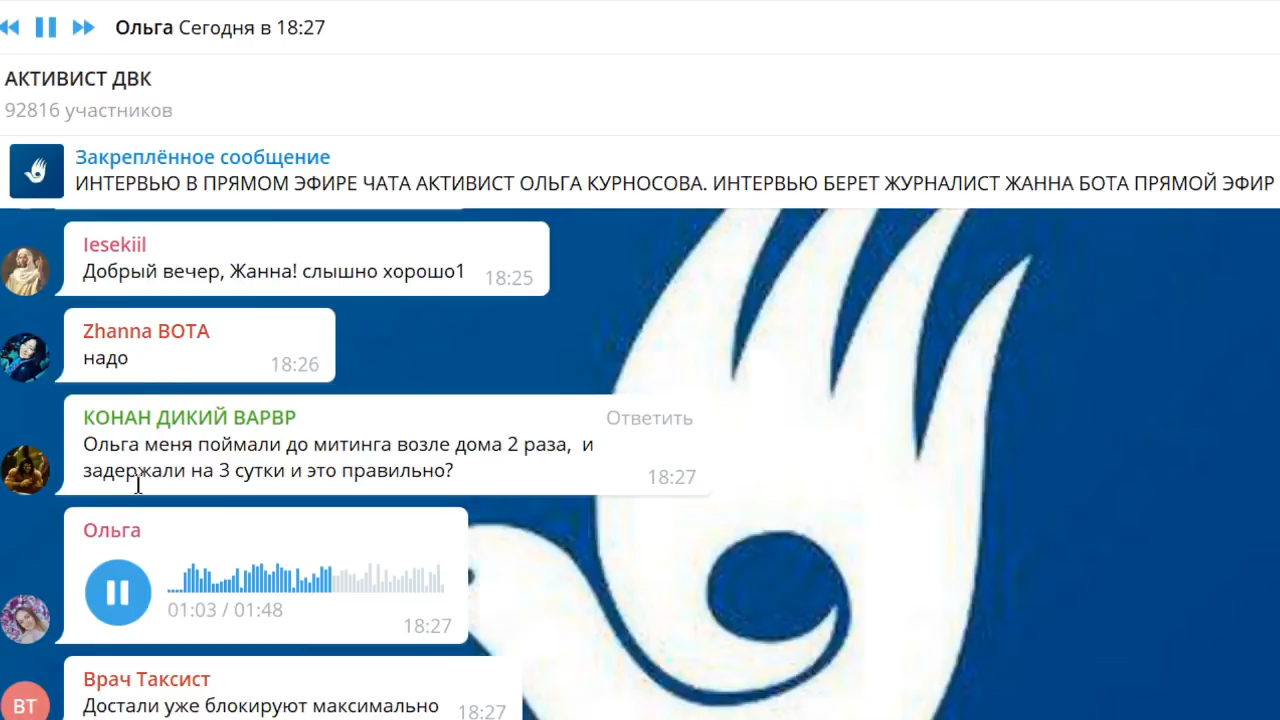 Ольга Сегодня в 18:27
АКТИВИСТ ДВК
92816 участников
Закреплённое сообщение
ИНТЕРВЬЮ В ПРЯМОМ ЭФИРЕ ЧАТА АКТИВИСТ ОЛЬГА КУРНОСОВА. ИНТЕРВЬЮ БЕРЕТ ЖУРНАЛИСТ ЖАННА БОТА ПРЯМОЙ ЭФИР
Iesekiil
Добрый вечер, Жанна! слышно хорошо1 18:25
Zhanna BOTA
надо 18:26
КОНАН ДИКИЙ ВАРВР Ответить
Ольга меня поймали до митинга возле дома 2 раза, и
задержали на 3 сутки и это правильно? 18:27
Ольга
01:03 / 01:48
18:27
Врач Таксист
ВТ
Достали уже блокируют максимально 18:27